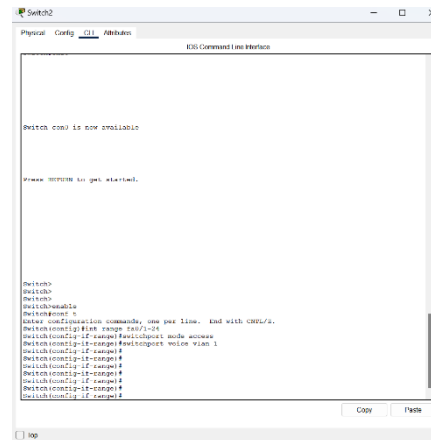 Switch2
Physical Config CLI Attributes
IOS Command Line Interface
Switch con0 is now available
Press RETURN to get started.
Switch>
Switch>
Switch>
Switch>enable
Switch#conf t
Enter configuration commands, one per line. End with CNTL/Z.
Switch(config)#int range fa0/1-24
Switch(config-if-range)#switchport mode access
Switch(config-if-range)#switchport voice vlan 1
Switch(config-if-range)#
Switch(config-if-range)#
Switch(config-if-range)#
Switch(config-if-range)#
Switch(config-if-range)#
Switch(config-if-range)#
Switch(config-if-range)#
Copy Paste
Top